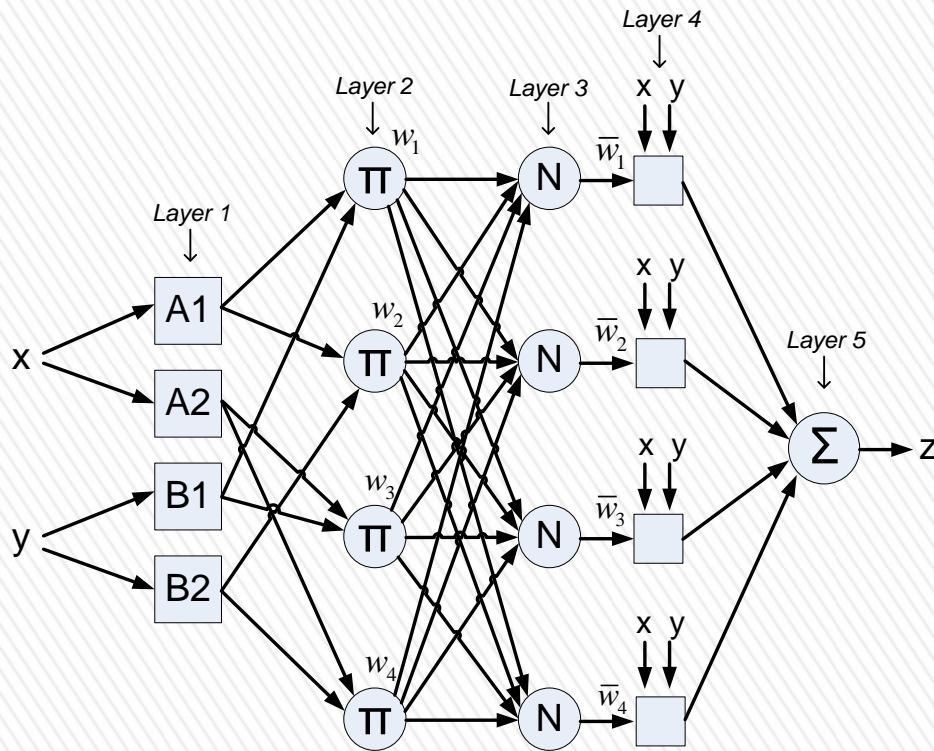 Layer 4
x y
Layer 2
Layer 3
w₁
w̅₁
π
N
Layer 1
x y
A1
w₂
w̅₂
Layer 5
x
π
N
A2
x y
Σ
z
B1
w₃
w̅₃
y
π
N
B2
x y
w₄
w̅₄
π
N